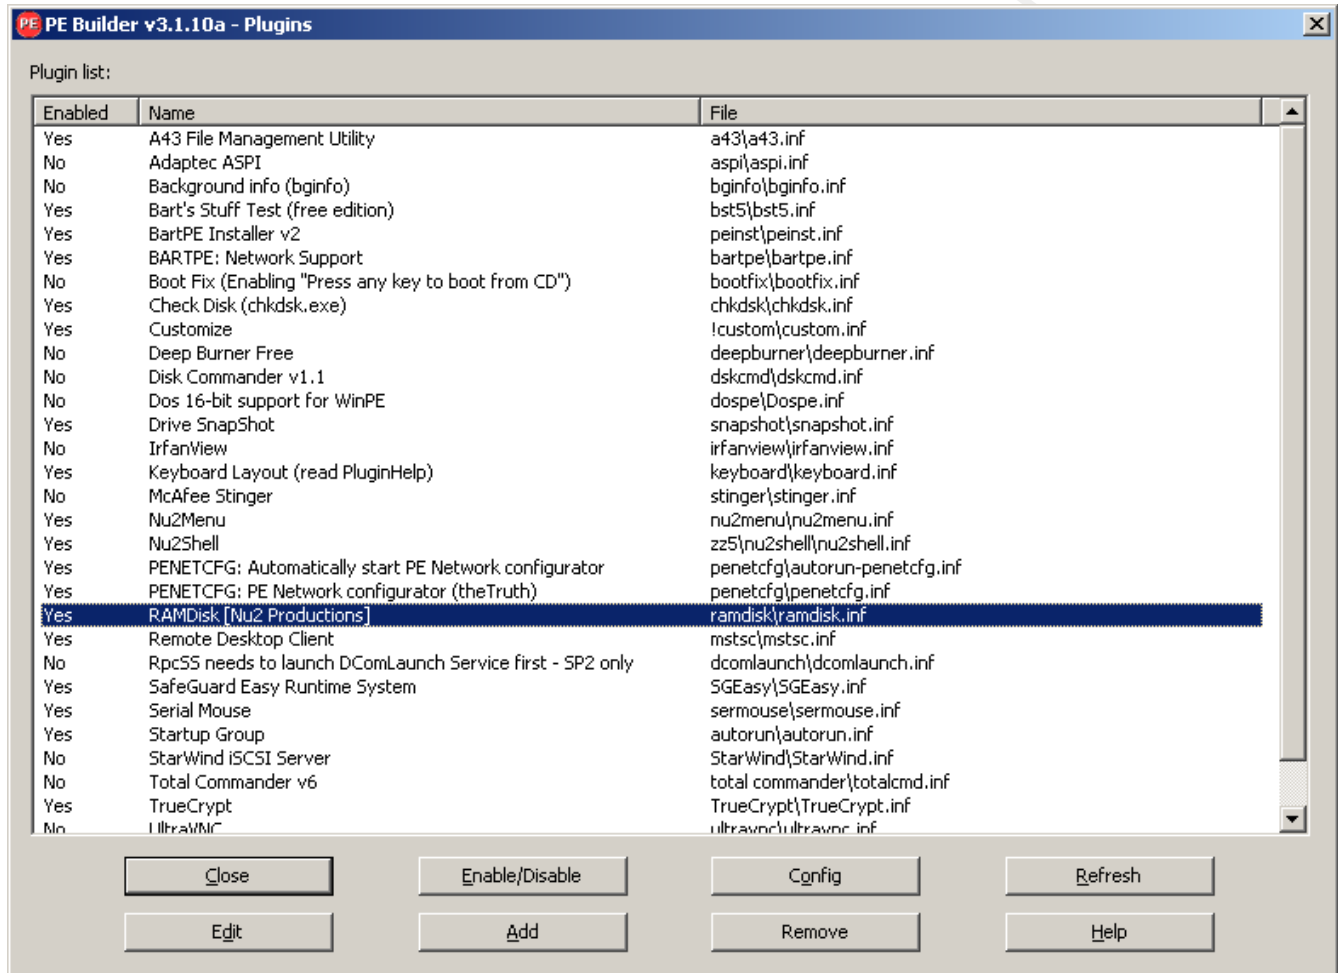 PE Builder v3.1.10a - Plugins
Plugin list:
Enabled Name File
Yes A43 File Management Utility a43\a43.inf
No Adaptec ASPI aspi\aspi.inf
No Background info (bginfo) bginfo\bginfo.inf
Yes Bart's Stuff Test (free edition) bst5\bst5.inf
Yes BartPE Installer v2 peinst\peinst.inf
Yes BARTPE: Network Support bartpe\bartpe.inf
No Boot Fix (Enabling "Press any key to boot from CD") bootfix\bootfix.inf
Yes Check Disk (chkdsk.exe) chkdsk\chkdsk.inf
Yes Customize !custom\custom.inf
No Deep Burner Free deepburner\deepburner.inf
No Disk Commander v1.1 dskcmd\dskcmd.inf
No Dos 16-bit support for WinPE dospe\Dospe.inf
Yes Drive SnapShot snapshot\snapshot.inf
No IrfanView irfanview\irfanview.inf
Yes Keyboard Layout (read PluginHelp) keyboard\keyboard.inf
No McAfee Stinger stinger\stinger.inf
Yes Nu2Menu nu2menu\nu2menu.inf
Yes Nu2Shell zz5\nu2shell\nu2shell.inf
Yes PENETCFG: Automatically start PE Network configurator penetcfg\autorun-penetcfg.inf
Yes PENETCFG: PE Network configurator (theTruth) penetcfg\penetcfg.inf
Yes RAMDisk [Nu2 Productions] ramdisk\ramdisk.inf
Yes Remote Desktop Client mstsc\mstsc.inf
No RpcSS needs to launch DComLaunch Service first - SP2 only dcomlaunch\dcomlaunch.inf
Yes SafeGuard Easy Runtime System SGEasy\SGEasy.inf
Yes Serial Mouse sermouse\sermouse.inf
Yes Startup Group autorun\autorun.inf
No StarWind iSCSI Server StarWind\StarWind.inf
No Total Commander v6 total commander\totalcmd.inf
Yes TrueCrypt TrueCrypt\TrueCrypt.inf
No UltraVNC ultravnc\ultravnc.inf
Close Enable/Disable Config Refresh
Edit Add Remove Help